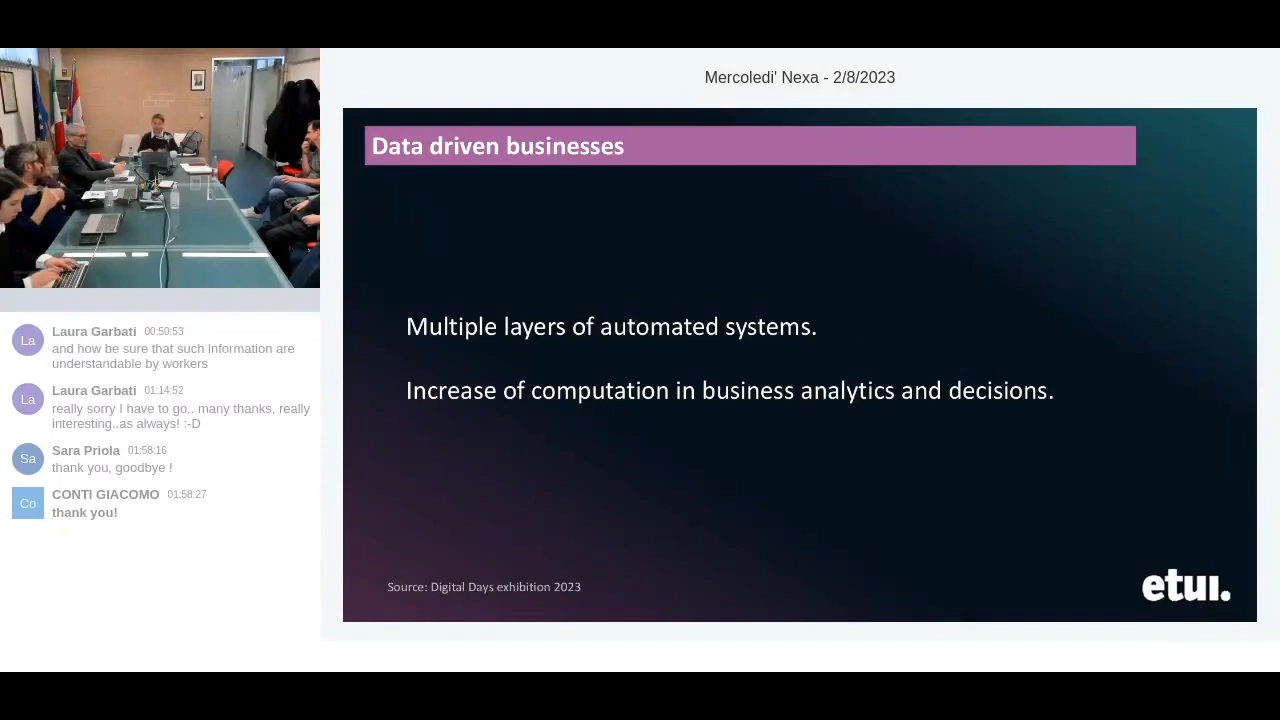 Mercoledi' Nexa - 2/8/2023
Data driven businesses
Multiple layers of automated systems.
Increase of computation in business analytics and decisions.
Source: Digital Days exhibition 2023
etui.
La
Laura Garbati 00:50:53
and how be sure that such information are
understandable by workers
La
Laura Garbati 01:14:52
really sorry I have to go.. many thanks, really
interesting..as always! :-D
Sa
Sara Priola 01:58:16
thank you, goodbye !
Co
CONTI GIACOMO 01:58:27
thank you!